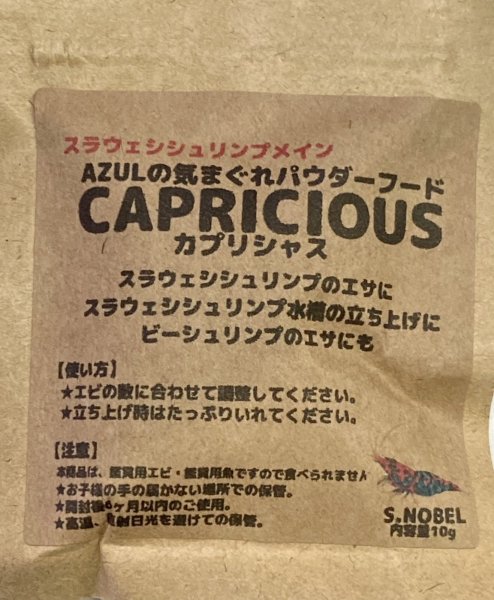 スラウェシシュリンプメイン
AZULの気まぐれパウダーフード
CAPRICIOUS
カプリシャス
スラウェシシュリンプのエサに
スラウェシシュリンプ水槽の立ち上げに
ビーシュリンプのエサにも
【使い方】
★エビの数に合わせて調整してください。
★立ち上げ時はたっぷりいれてください。
【注意】
本商品は、鑑賞用エビ・鑑賞用魚ですので食べられません
★お子様の手の届かない場所での保管。
★開封後6ヶ月以内のご使用。
★高温、射日光を避けての保管。
S.NOBEL
内容量10g